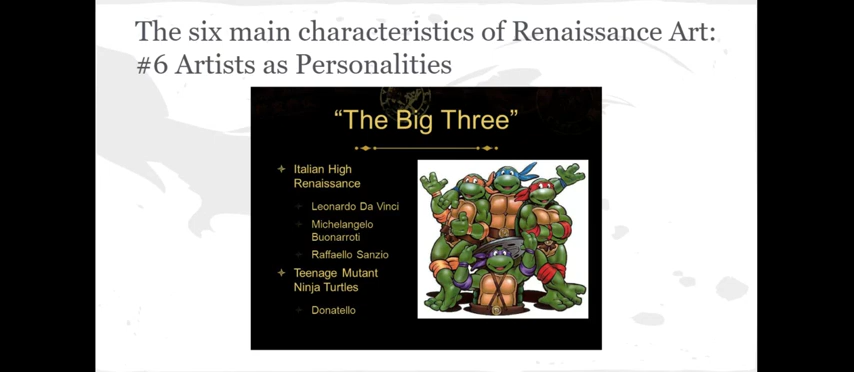 The six main characteristics of Renaissance Art:
#6 Artists as Personalities
“The Big Three”
Italian High
Renaissance
Leonardo Da Vinci
Michelangelo
Buonarroti
Raffaello Sanzio
Teenage Mutant
Ninja Turtles
Donatello